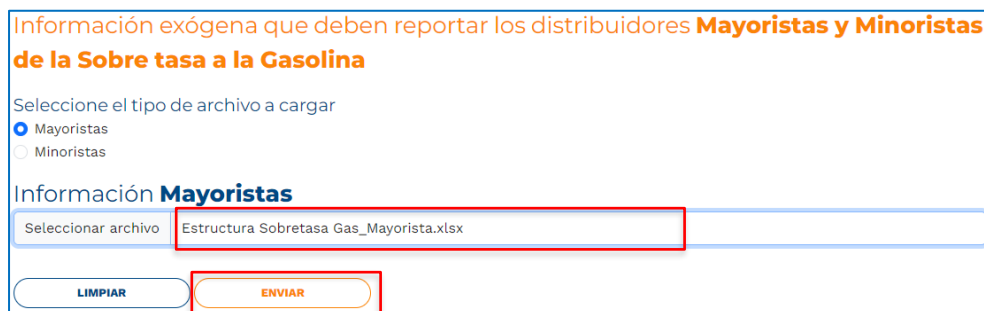 Información exógena que deben reportar los distribuidores Mayoristas y Minoristas
de la Sobre tasa a la Gasolina
Seleccione el tipo de archivo a cargar
Mayoristas
Minoristas
Información Mayoristas
Seleccionar archivo Estructura Sobretasa Gas_Mayorista.xlsx
LIMPIAR ENVIAR